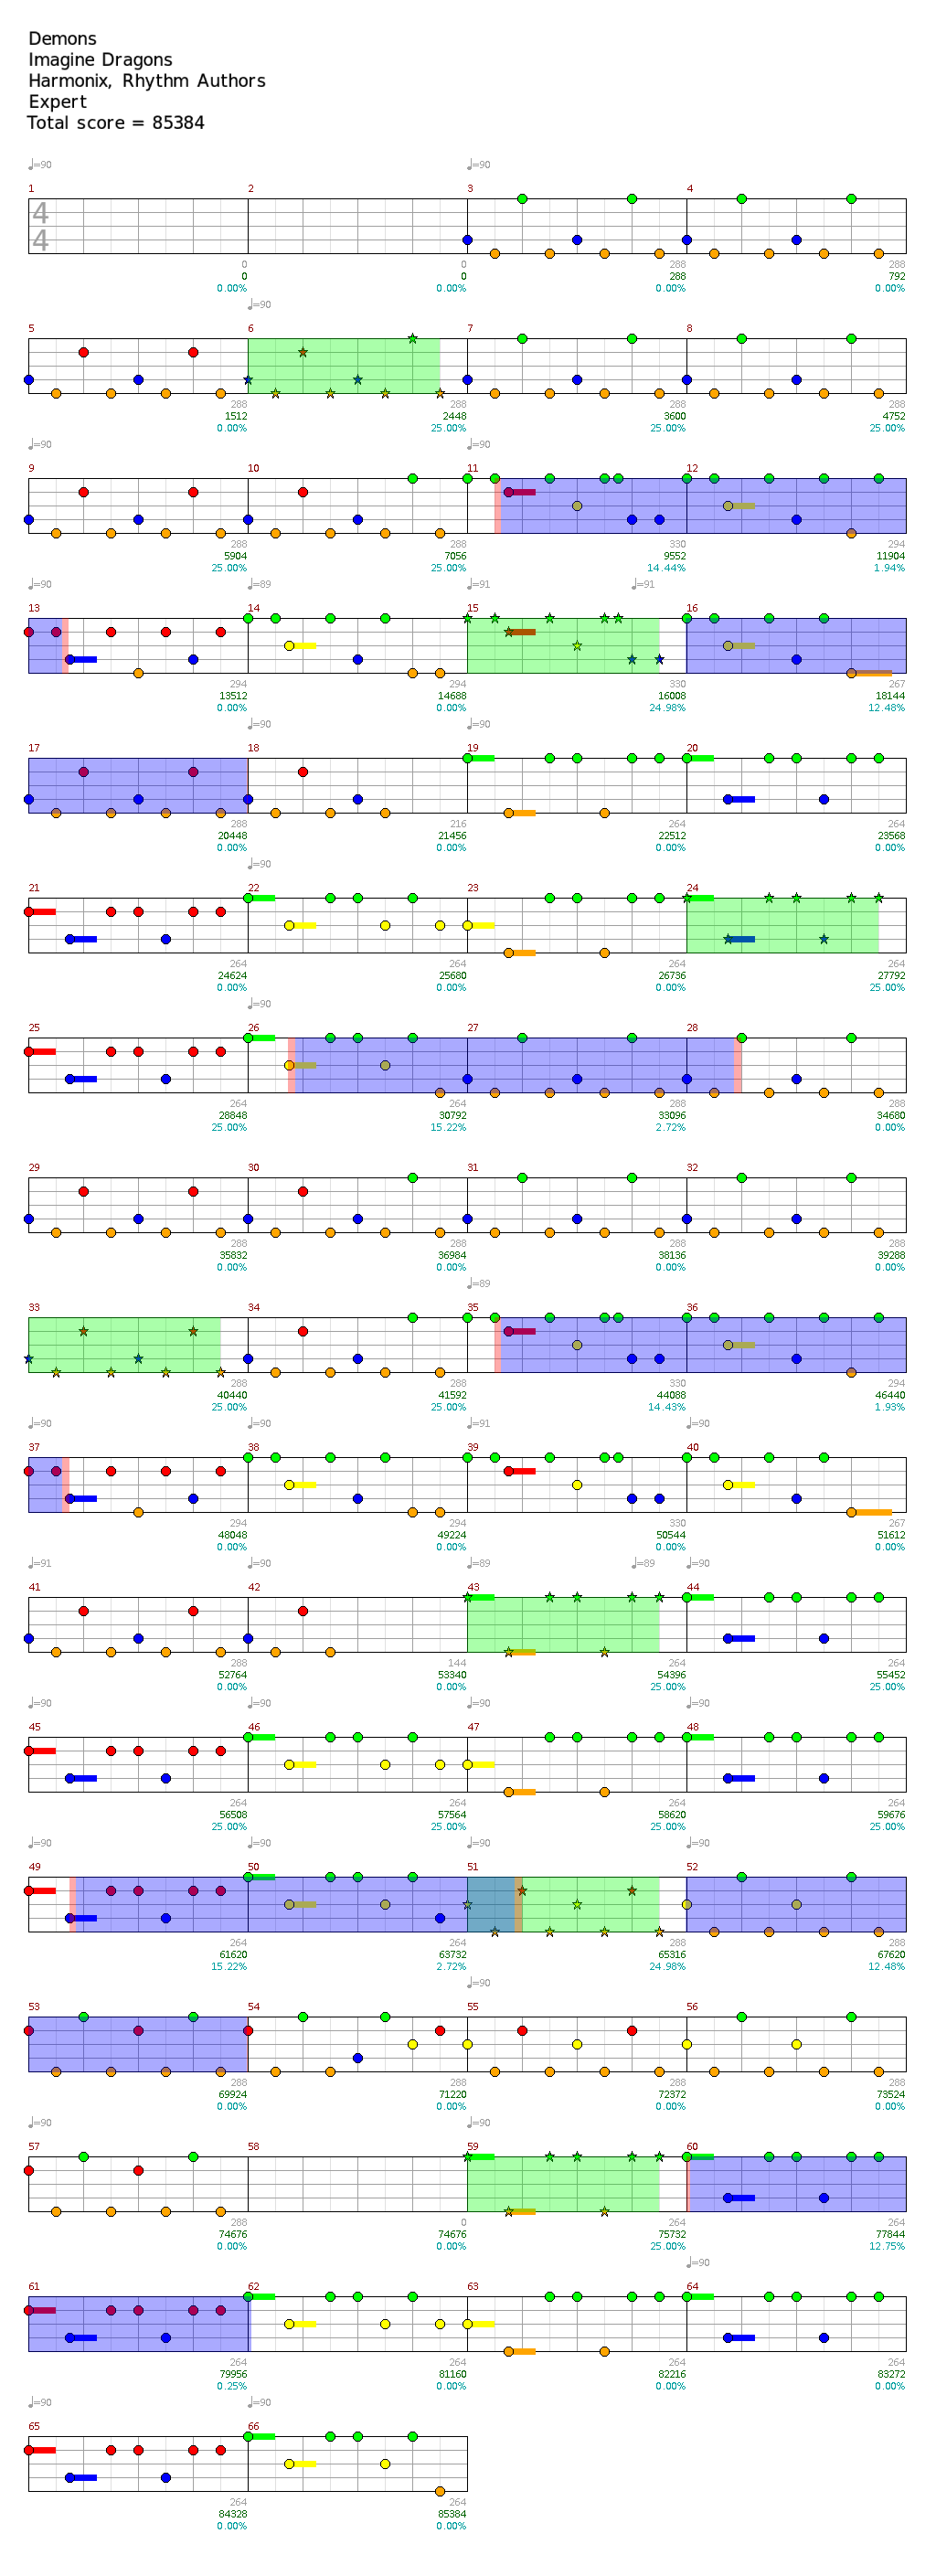 Demons
Imagine Dragons
Harmonix, Rhythm Authors
Expert
Total score = 85384
♩=90 ♩=90
1 2 3 4
4
4
0 0 288 288
0 0 288 792
0.00% 0.00% 0.00% 0.00%
♩=90
5 6 7 8
288 288 288 288
1512 2448 3600 4752
0.00% 25.00% 25.00% 25.00%
♩=90 ♩=90
9 10 11 12
288 288 330 294
5904 7056 9552 11904
25.00% 25.00% 14.44% 1.94%
♩=90 ♩=89 ♩=91 ♩=91
13 14 15 16
294 294 330 267
13512 14688 16008 18144
0.00% 0.00% 24.98% 12.48%
♩=90 ♩=90
17 18 19 20
288 216 264 264
20448 21456 22512 23568
0.00% 0.00% 0.00% 0.00%
♩=90
21 22 23 24
264 264 264 264
24624 25680 26736 27792
0.00% 0.00% 0.00% 25.00%
♩=90
25 26 27 28
264 264 288 288
28848 30792 33096 34680
25.00% 15.22% 2.72% 0.00%
29 30 31 32
288 288 288 288
35832 36984 38136 39288
0.00% 0.00% 0.00% 0.00%
♩=89
33 34 35 36
288 288 330 294
40440 41592 44088 46440
25.00% 25.00% 14.43% 1.93%
♩=90 ♩=90 ♩=91 ♩=90
37 38 39 40
294 294 330 267
48048 49224 50544 51612
0.00% 0.00% 0.00% 0.00%
♩=91 ♩=90 ♩=89 ♩=89 ♩=90
41 42 43 44
288 144 264 264
52764 53340 54396 55452
0.00% 0.00% 25.00% 25.00%
♩=90 ♩=90 ♩=90 ♩=90
45 46 47 48
264 264 264 264
56508 57564 58620 59676
25.00% 25.00% 25.00% 25.00%
♩=90 ♩=90 ♩=90 ♩=90
49 50 51 52
264 264 288 288
61620 63732 65316 67620
15.22% 2.72% 24.98% 12.48%
♩=90
53 54 55 56
288 288 288 288
69924 71220 72372 73524
0.00% 0.00% 0.00% 0.00%
♩=90 ♩=90
57 58 59 60
288 0 264 264
74676 74676 75732 77844
0.00% 0.00% 25.00% 12.75%
♩=90
61 62 63 64
264 264 264 264
79956 81160 82216 83272
0.25% 0.00% 0.00% 0.00%
♩=90 ♩=90
65 66
264 264
84328 85384
0.00% 0.00%